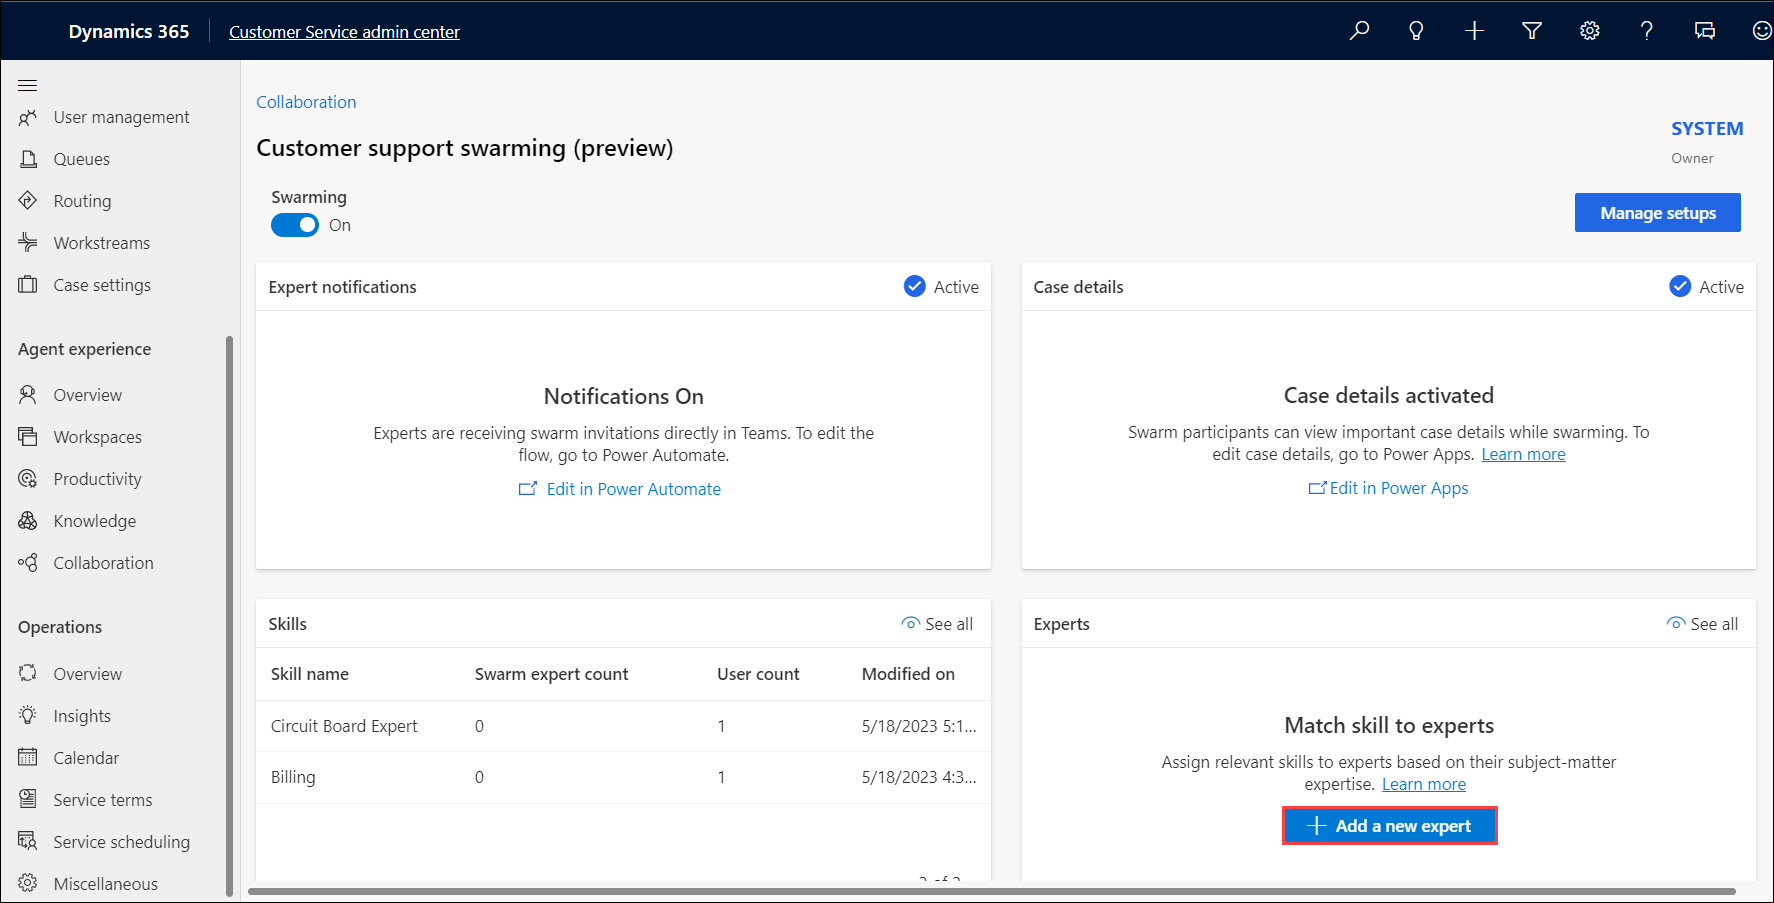 Dynamics 365
Customer Service admin center
User management
Queues
Routing
Workstreams
Case settings
Agent experience
Overview
Workspaces
Productivity
Knowledge
Collaboration
Operations
Overview
Insights
Calendar
Service terms
Service scheduling
Miscellaneous
Collaboration
Customer support swarming (preview)
SYSTEM
Owner
Swarming
On
Manage setups
Expert notifications
Active
Notifications On
Experts are receiving swarm invitations directly in Teams. To edit the
flow, go to Power Automate.
Edit in Power Automate
Case details
Active
Case details activated
Swarm participants can view important case details while swarming. To
edit case details, go to Power Apps. Learn more
Edit in Power Apps
Skills
See all
Skill name Swarm expert count User count Modified on
Circuit Board Expert 0 1 5/18/2023 5:1...
Billing 0 1 5/18/2023 4:3...
Experts
See all
Match skill to experts
Assign relevant skills to experts based on their subject-matter
expertise. Learn more
Add a new expert